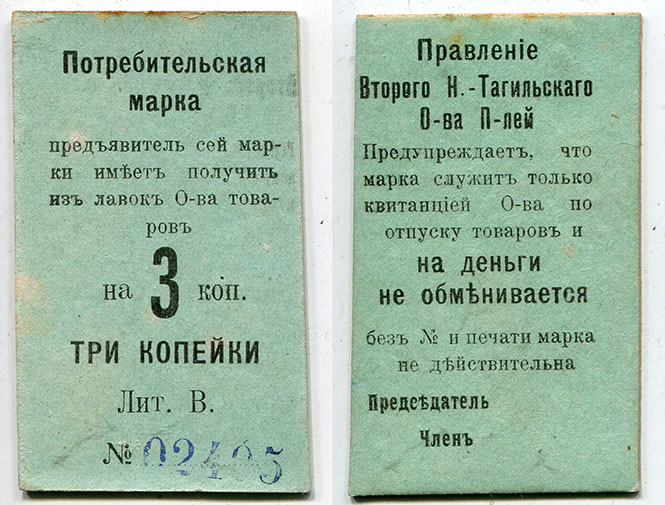 Потребительская
марка
предъявитель сей мар-
ки имѣетъ получить
изъ лавокъ О-ва това-
ровъ
на 3 коп.
ТРИ КОПЕЙКИ
Лит. В.
№ 02495
Правленіе
Второго Н.-Тагильскаго
О-ва П-лей
Предупреждаетъ, что
марка служитъ только
квитанціей О-ва по
отпуску товаровъ и
на деньги
не обмѣнивается
безъ № и печати марка
не дѣйствительна
Предсѣдатель
Членъ